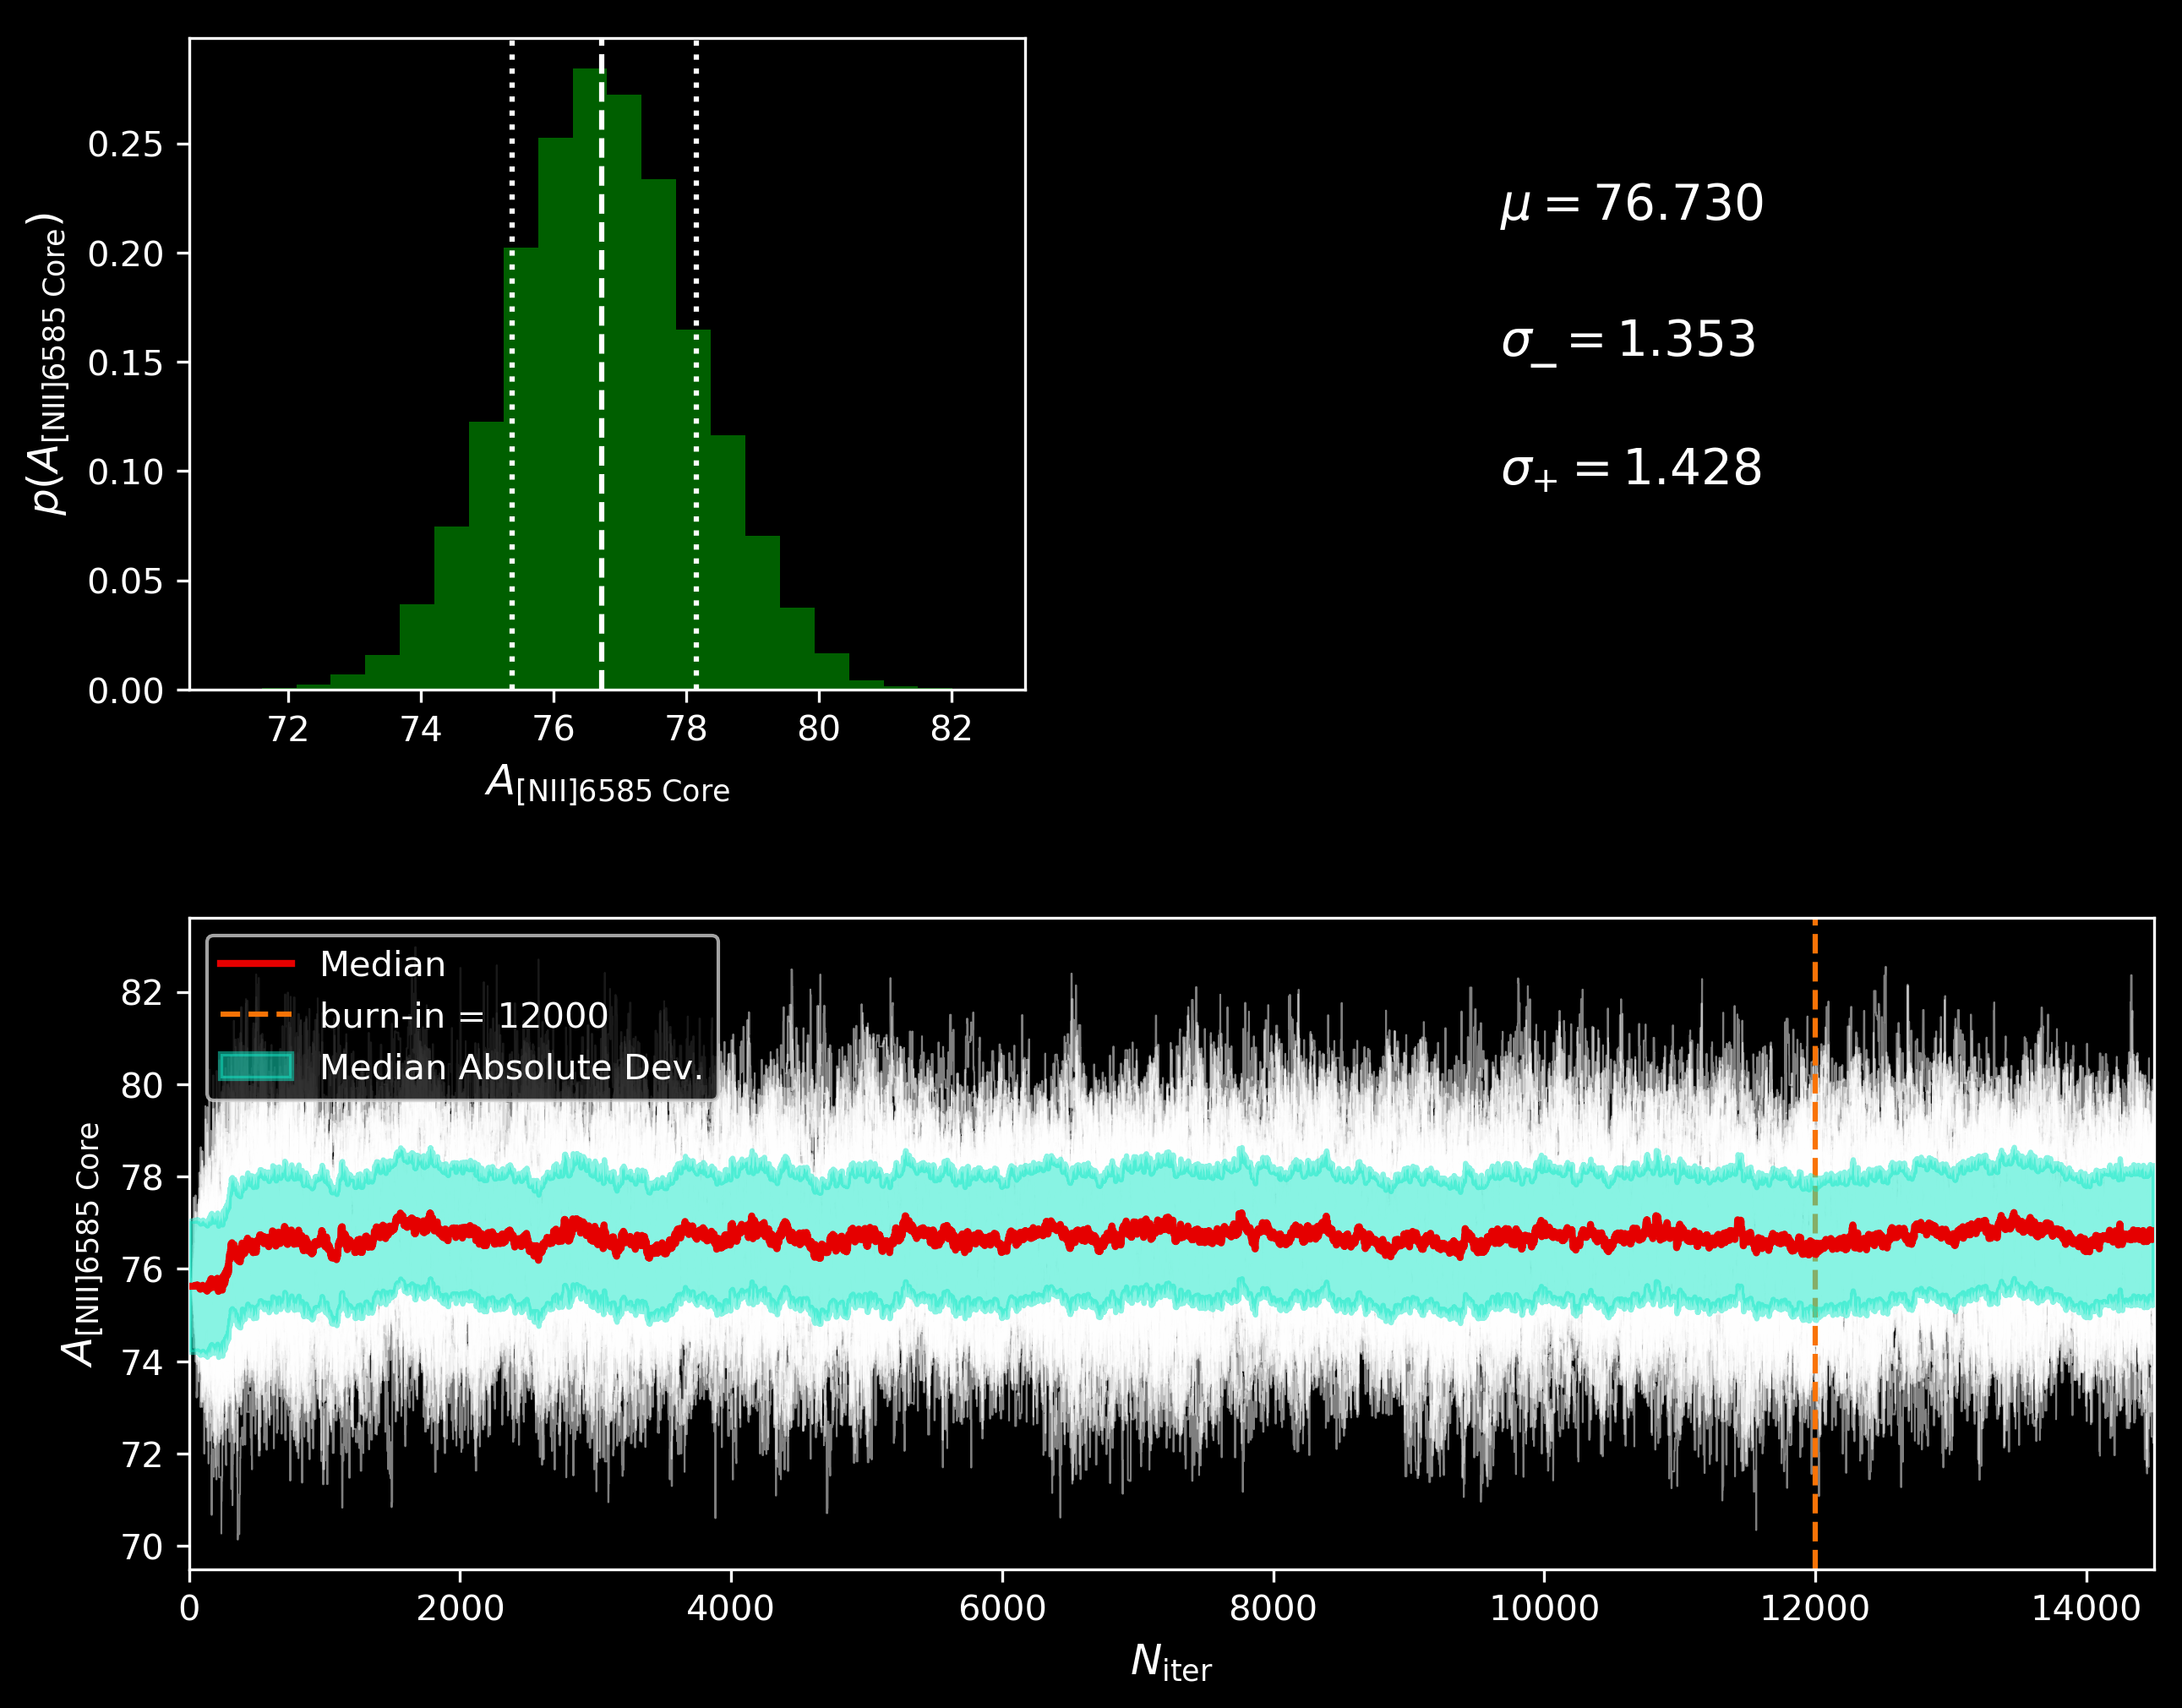 0.25
0.20
0.15
0.10
0.05
0.00
p(A[NII]6585 Core)
72 74 76 78 80 82
A[NII]6585 Core
μ = 76.730
σ− = 1.353
σ+ = 1.428
Median
burn-in = 12000
Median Absolute Dev.
82
80
78
76
74
72
70
A[NII]6585 Core
0 2000 4000 6000 8000 10000 12000 14000
Niter